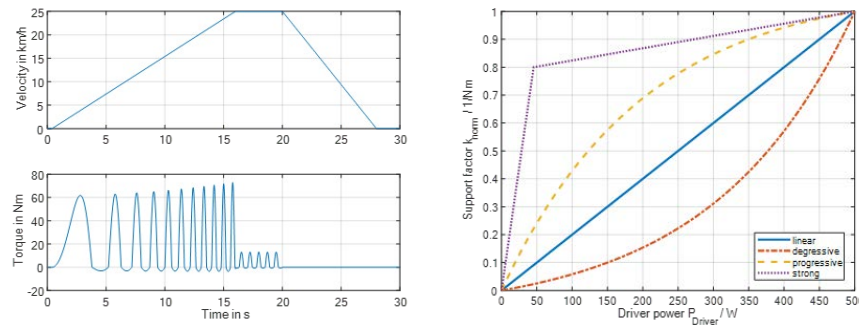 25
20
15
10
5
0
Velocity in km/h
0 5 10 15 20 25 30
80
60
40
20
0
-20
Torque in Nm
0 5 10 15 20 25 30
Time in s
1
0.9
0.8
0.7
0.6
0.5
0.4
0.3
0.2
0.1
0
Support factor k_norm / 1/Nm
linear
degressive
progressive
strong
0 50 100 150 200 250 300 350 400 450 50
Driver power P_Driver / W